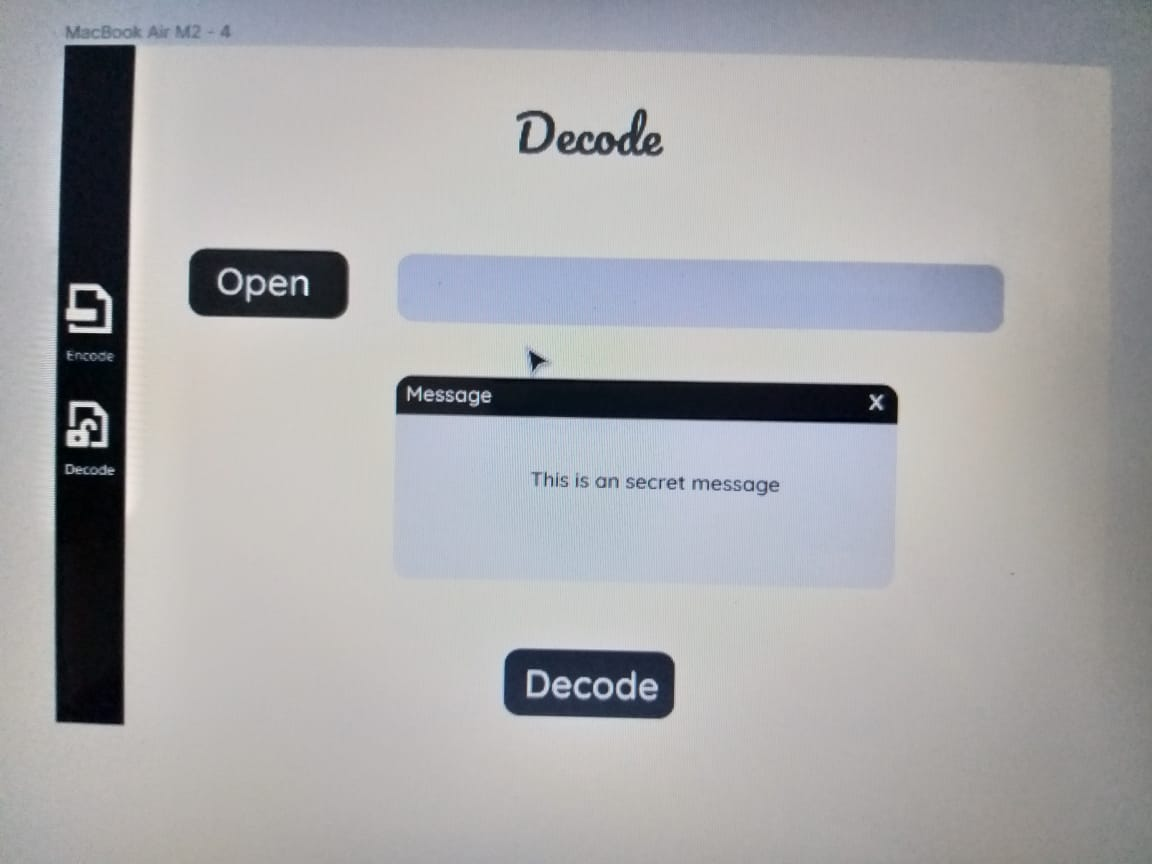 MacBook Air M2 - 4
Decode
Open
Encode
Decode
Message X
This is an secret message
Decode